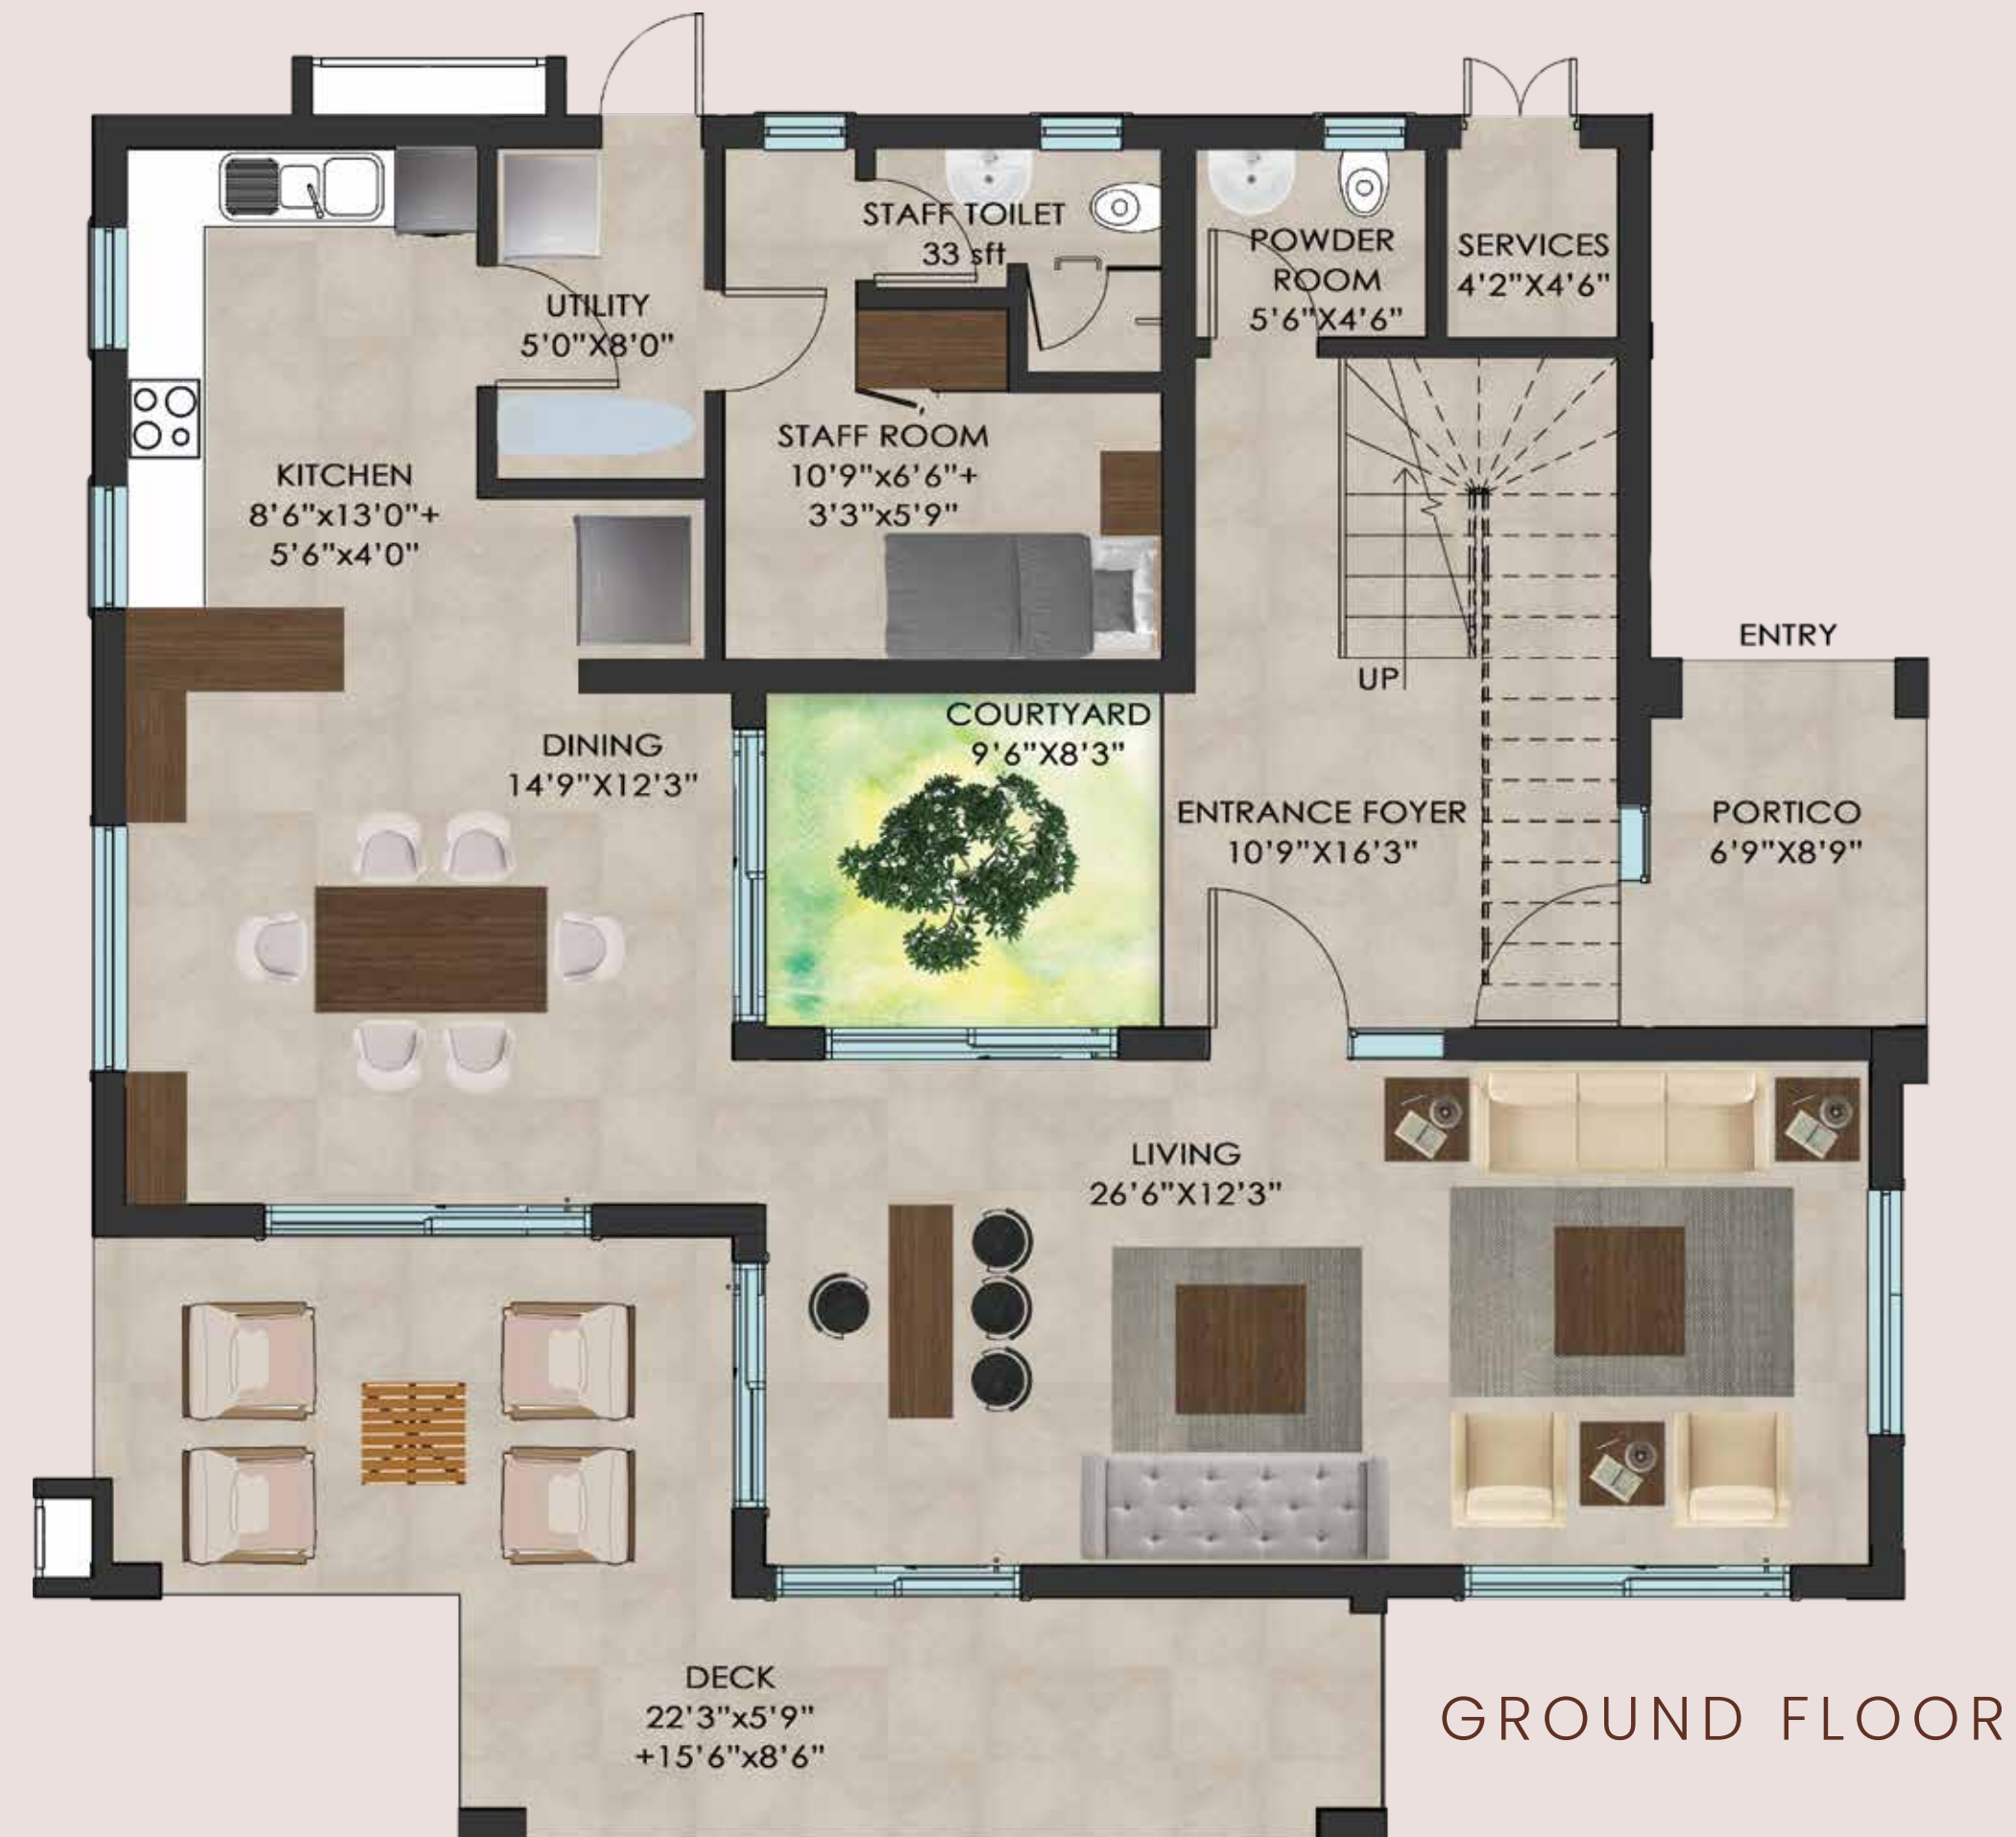 STAFF TOILET
33 sft
POWDER
ROOM
5'6"X4'6"
SERVICES
4'2"X4'6"
UTILITY
5'0"X8'0"
STAFF ROOM
10'9"x6'6"+
3'3"x5'9"
KITCHEN
8'6"x13'0"+
5'6"x4'0"
ENTRY
UP
COURTYARD
9'6"X8'3"
DINING
14'9"X12'3"
ENTRANCE FOYER
10'9"X16'3"
PORTICO
6'9"X8'9"
LIVING
26'6"X12'3"
DECK
22'3"x5'9"
+15'6"x8'6"
GROUND FLOOR